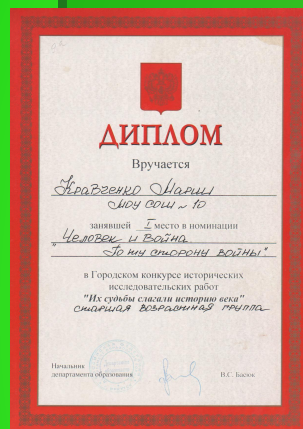 ДИПЛОМ
Вручается
Кравченко Марии
МОУ СОШ № 10
занявшей I место в номинации
Человек и война
"По ту сторону войны"
в Городском конкурсе исторических
исследовательских работ
"Их судьбы слагали историю века"
старшая возрастная группа
Начальник
департамента образования
В.С. Басюк